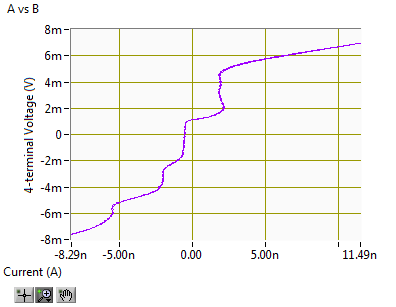 A vs B
8m
6m
4m
2m
0
-2m
-4m
-6m
-8m
4-terminal Voltage (V)
-8.29n -5.00n 0.00 5.00n 11.49n
Current (A)